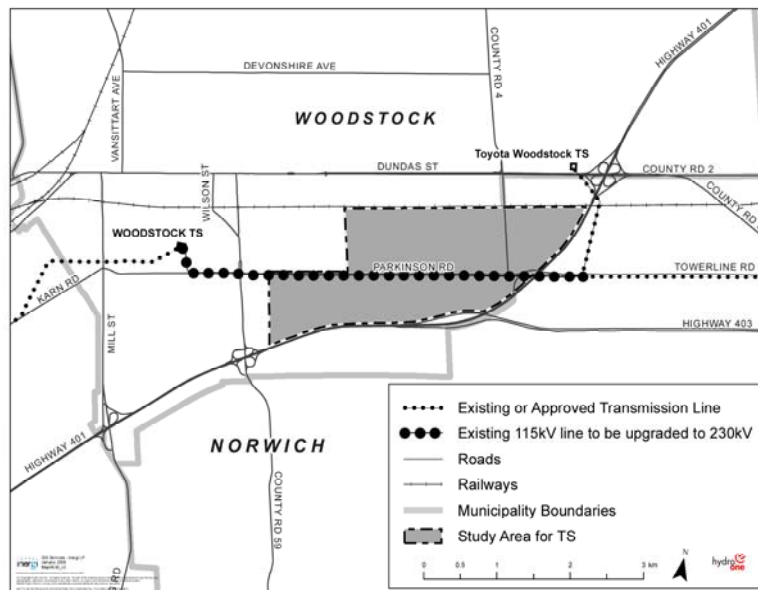 HIGHWAY 401
COUNTY RD 4
VANSITTART AVE
DEVONSHIRE AVE
WOODSTOCK
Toyota Woodstock TS
DUNDAS ST
COUNTY RD 2
WILSON ST
WOODSTOCK TS
PARKINSON RD
TOWERLINE RD
KARN RD
MILL ST
HIGHWAY 403
NORWICH
HIGHWAY 401
COUNTY RD 59
Existing or Approved Transmission Line
Existing 115kV line to be upgraded to 230kV
Roads
Railways
Municipality Boundaries
Study Area for TS
N
0 0.5 1 2 3 km
hydro
one
inergi